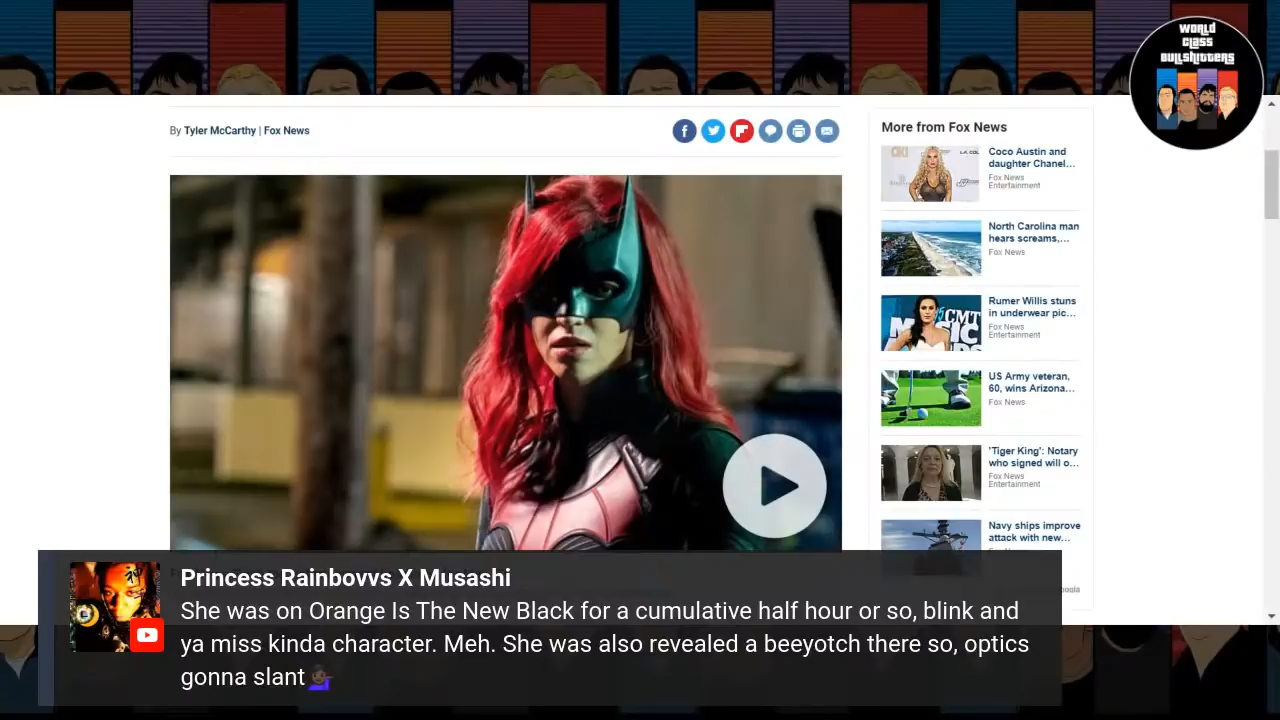 WORLD
CLASS
BULLSHITTERS
By Tyler McCarthy | Fox News
More from Fox News
Coco Austin and
daughter Chanel...
Fox News
Entertainment
North Carolina man
hears screams,...
Fox News
Rumer Willis stuns
in underwear pic...
Fox News
Entertainment
US Army veteran,
60, wins Arizona...
Fox News
'Tiger King': Notary
who signed will o...
Fox News
Entertainment
Navy ships improve
attack with new...
Princess Rainbovvs X Musashi
She was on Orange Is The New Black for a cumulative half hour or so, blink and
ya miss kinda character. Meh. She was also revealed a beeyotch there so, optics
gonna slant